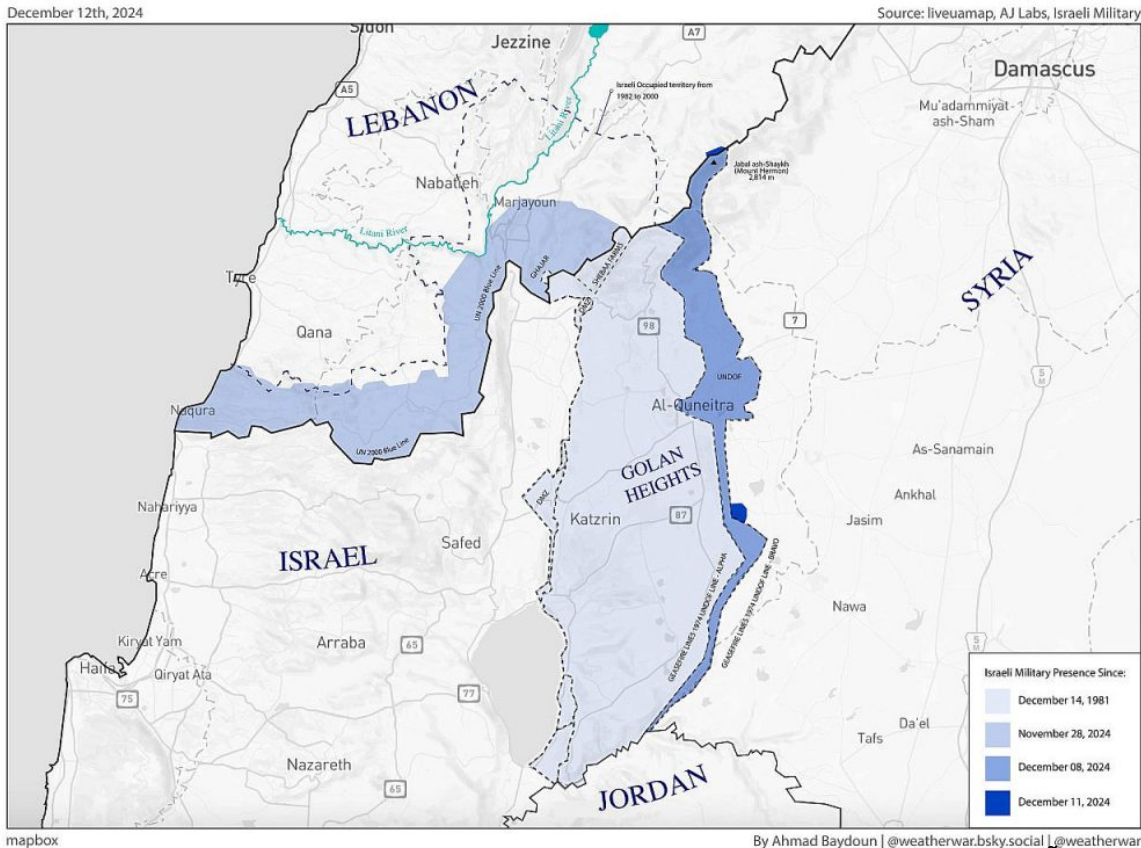 December 12th, 2024
Source: liveuamap, AJ Labs, Israeli Military
Sidon
Jezzine
A7
Damascus
Mu'adammiyat-
ash-Sham
A5
Israeli Occupied territory from
1982 to 2000
LEBANON
Litani River
Nabatieh
Jabal ash-Shaykh
(Mount Hermon)
2,814 m
Marjayoun
Litani River
SHEBAA FARMS
GHAJAR
SYRIA
Tyre
UN 2000 Blue Line
DMZ
Qana
98
7
5
M
UNDOF
Al-Quneitra
Naqura
UN 2000 Blue Line
GOLAN
HEIGHTS
As-Sanamain
DMZ
Ankhal
Nahariyya
Katzrin
87
Jasim
Safed
ISRAEL
Acre
CEASEFIRE LINES 1974 UNDOF LINE - ALPHA
CEASEFIRE LINES 1974 UNDOF LINE - BRAVO
Nawa
Kiryat Yam
Arraba
65
5
M
Haifa
Qiryat Ata
75
77
Israeli Military Presence Since:
December 14, 1981
November 28, 2024
December 08, 2024
December 11, 2024
Da'el
Tafs
Nazareth
65
JORDAN
mapbox
By Ahmad Baydoun | @weatherwar.bsky.social | @weatherwar